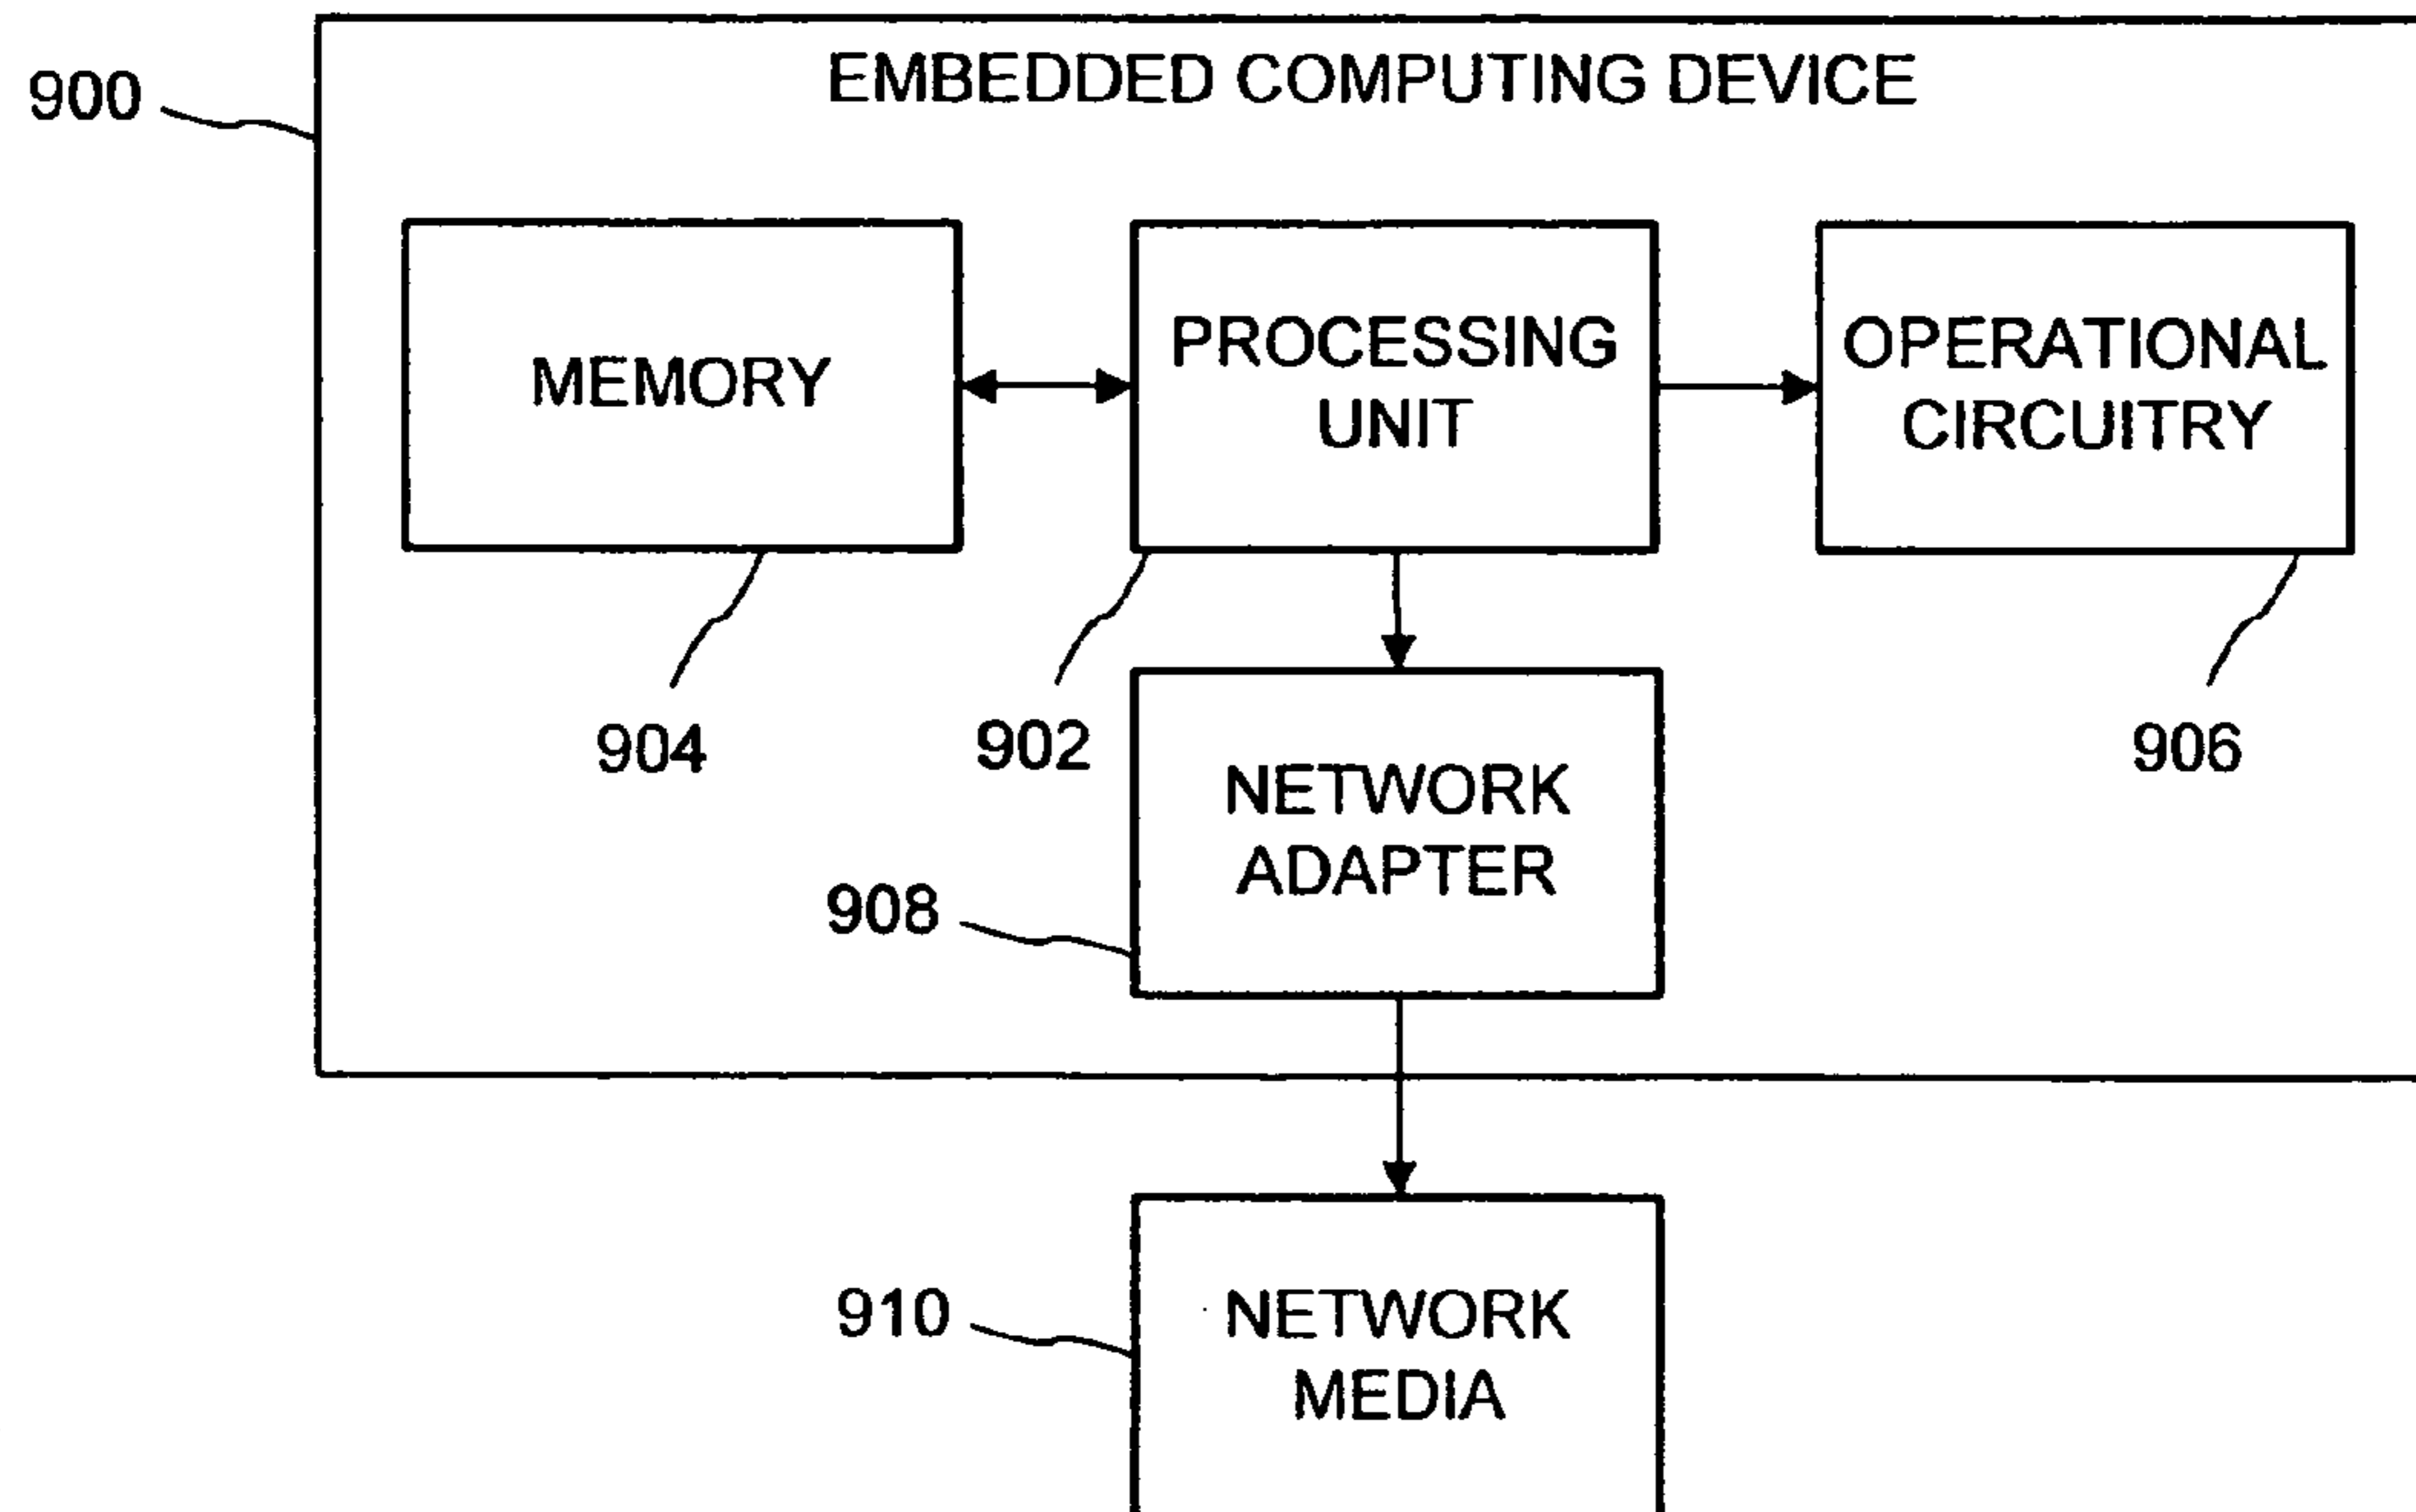 EMBEDDED COMPUTING DEVICE
900
MEMORY
PROCESSING
UNIT
OPERATIONAL
CIRCUITRY
904
902
906
NETWORK
ADAPTER
908
910
NETWORK
MEDIA